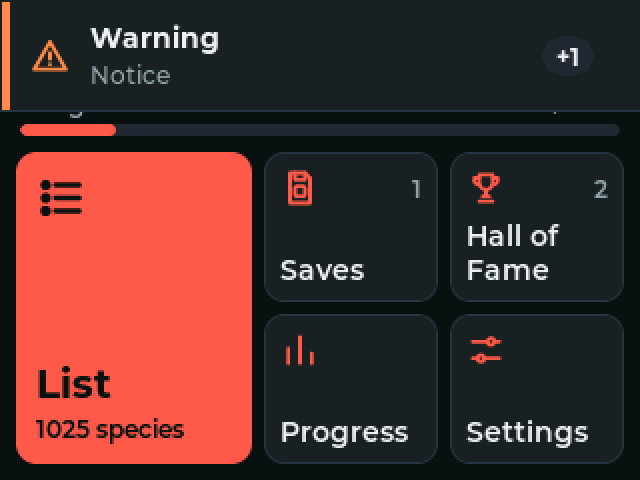 Warning
Notice
+1
1
2
Hall of
Fame
Saves
List
1025 species
Progress
Settings